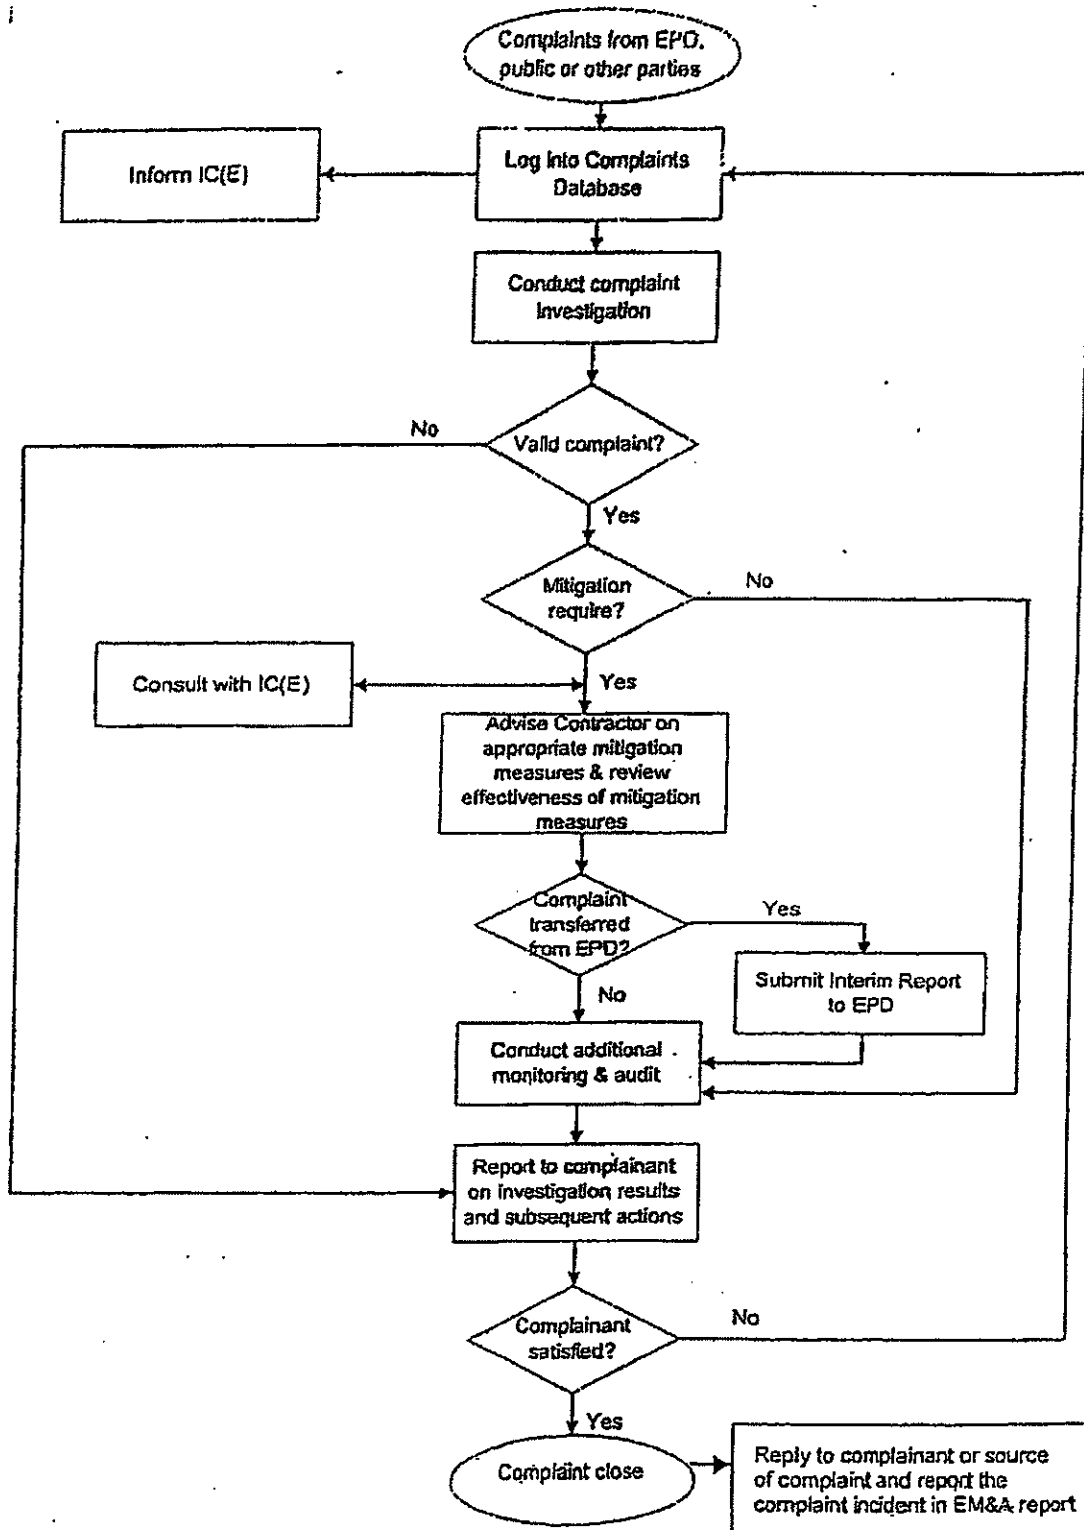 Complaints from EPD,
public or other parties
Inform IC(E)
Log into Complaints
Database
Conduct complaint
Investigation
No
Valid complaint?
Yes
Mitigation
require?
No
Consult with IC(E)
Yes
Advise Contractor on
appropriate mitigation
measures & review
effectiveness of mitigation
measures
Complaint
transferred
from EPD?
Yes
Submit Interim Report
to EPD
No
Conduct additional
monitoring & audit
Report to complainant
on investigation results
and subsequent actions
Complainant
satisfied?
No
Yes
Complaint close
Reply to complainant or source
of complaint and report the
complaint incident in EM&A report